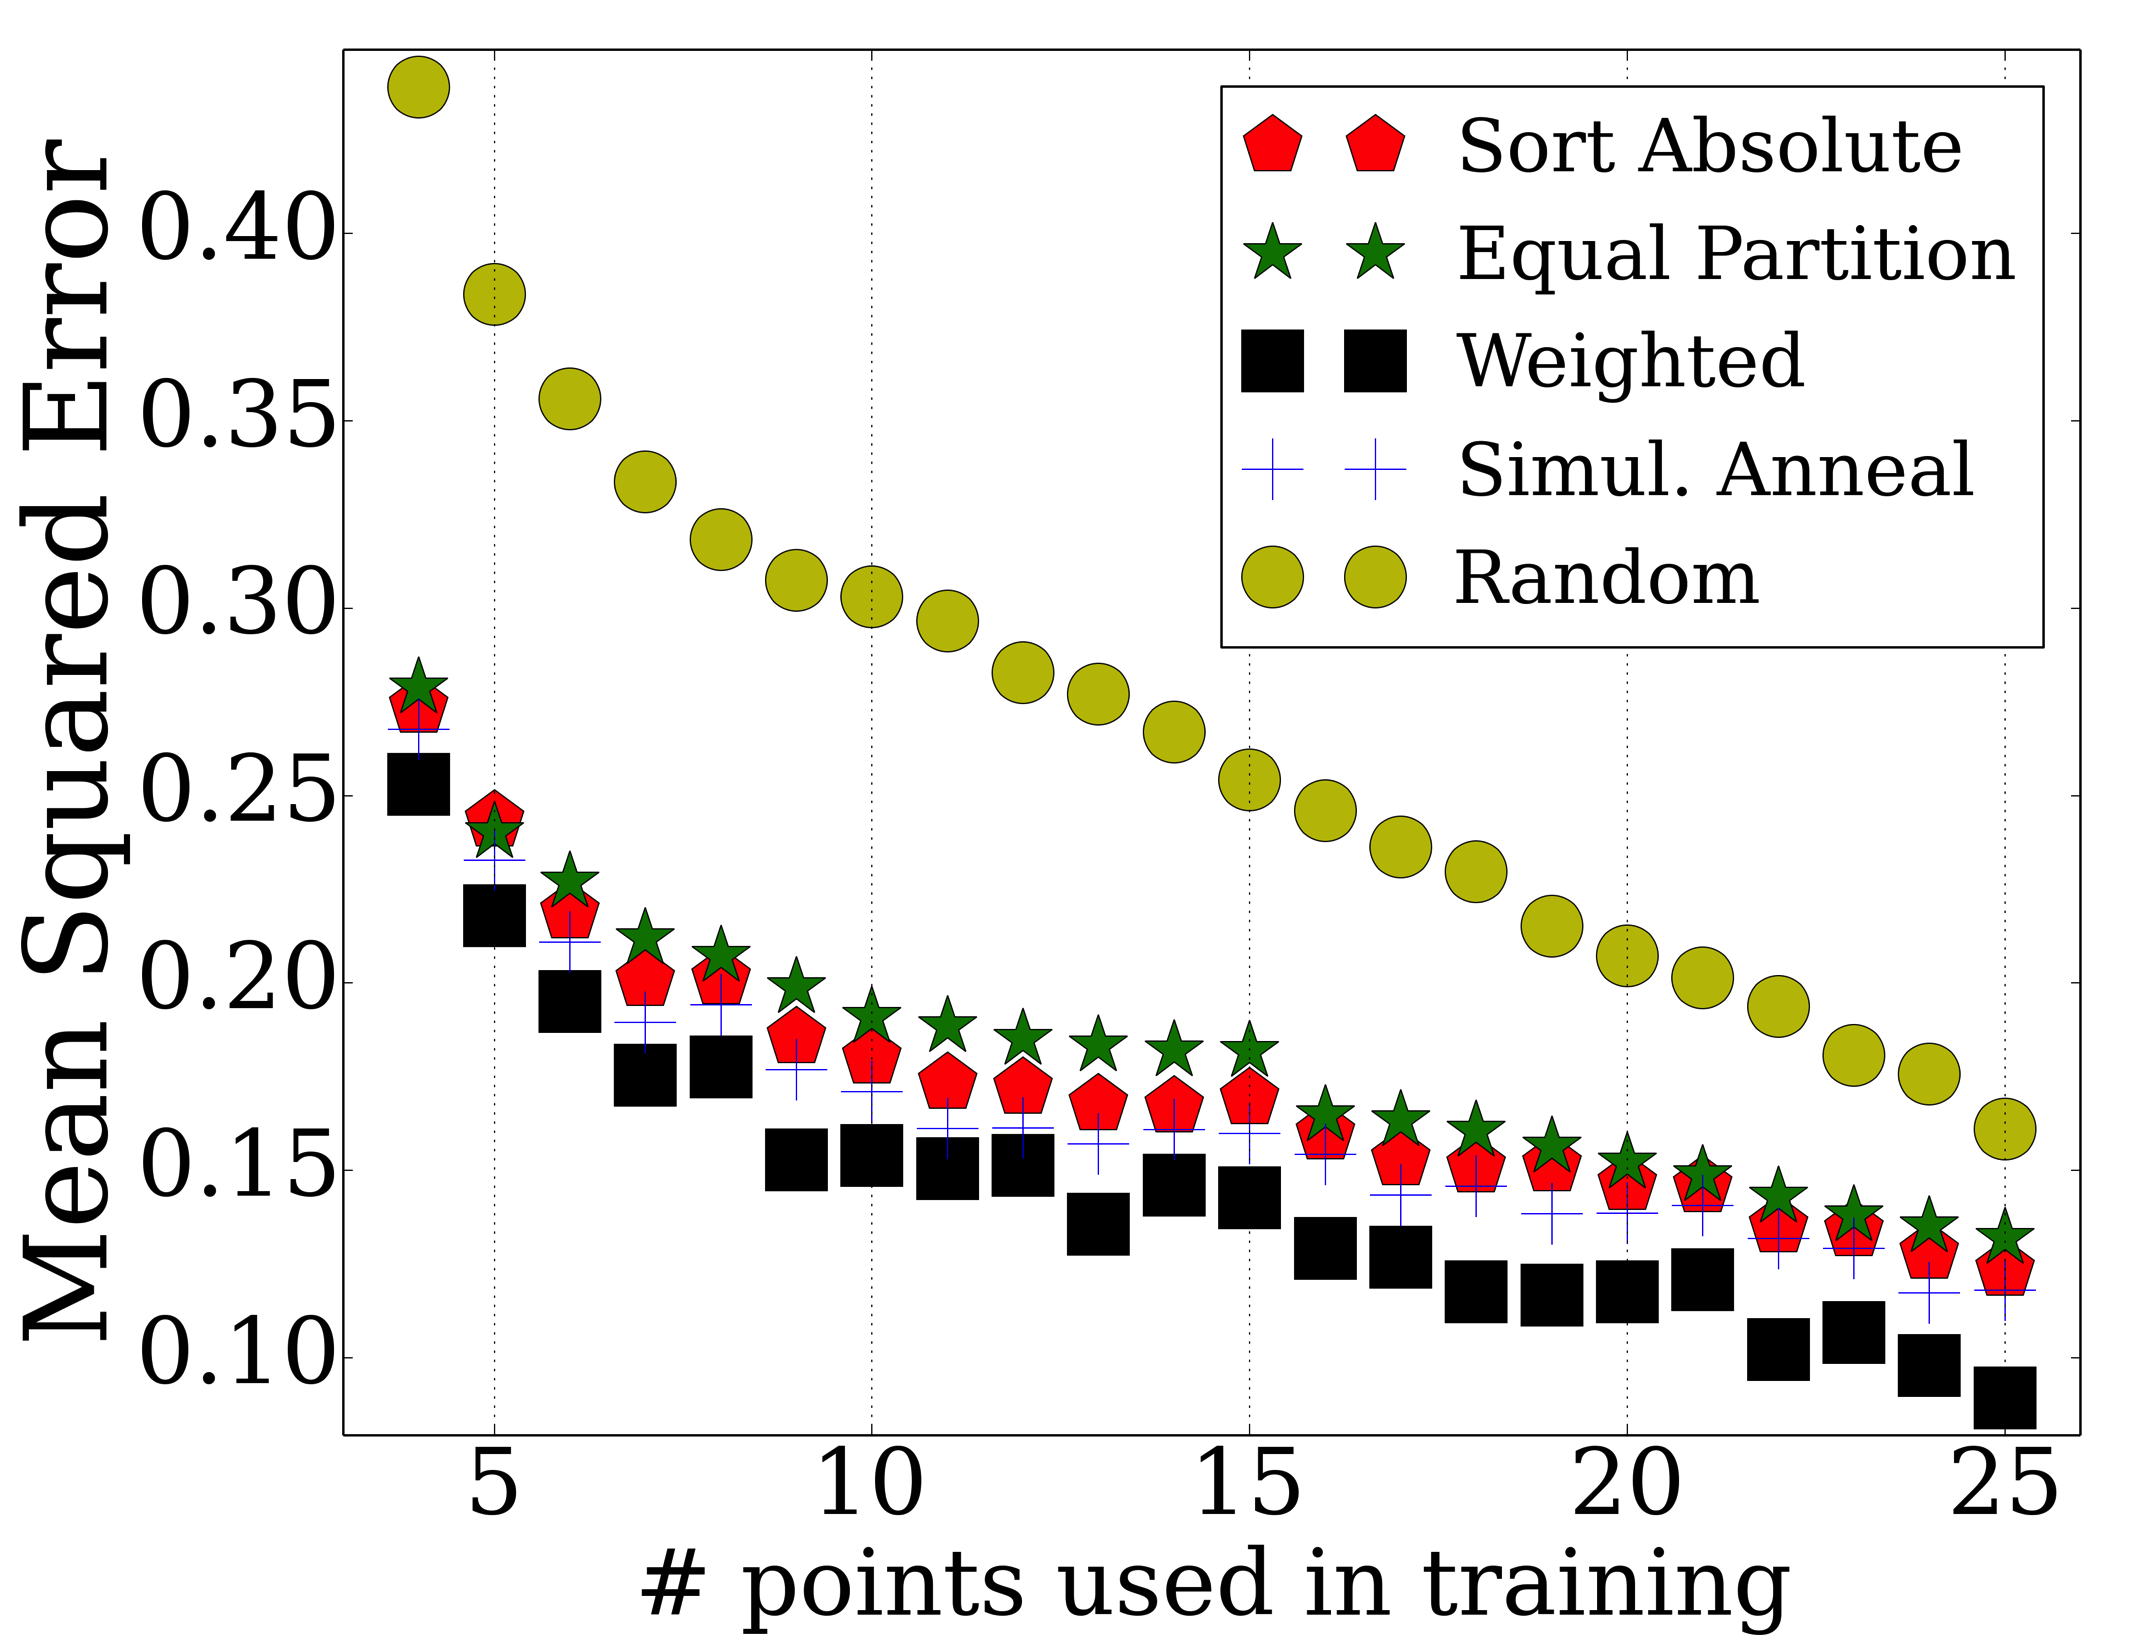 Mean Squared Error
0.40
0.35
0.30
0.25
0.20
0.15
0.10
Sort Absolute
Equal Partition
Weighted
Simul. Anneal
Random
5 10 15 20 25
# points used in training